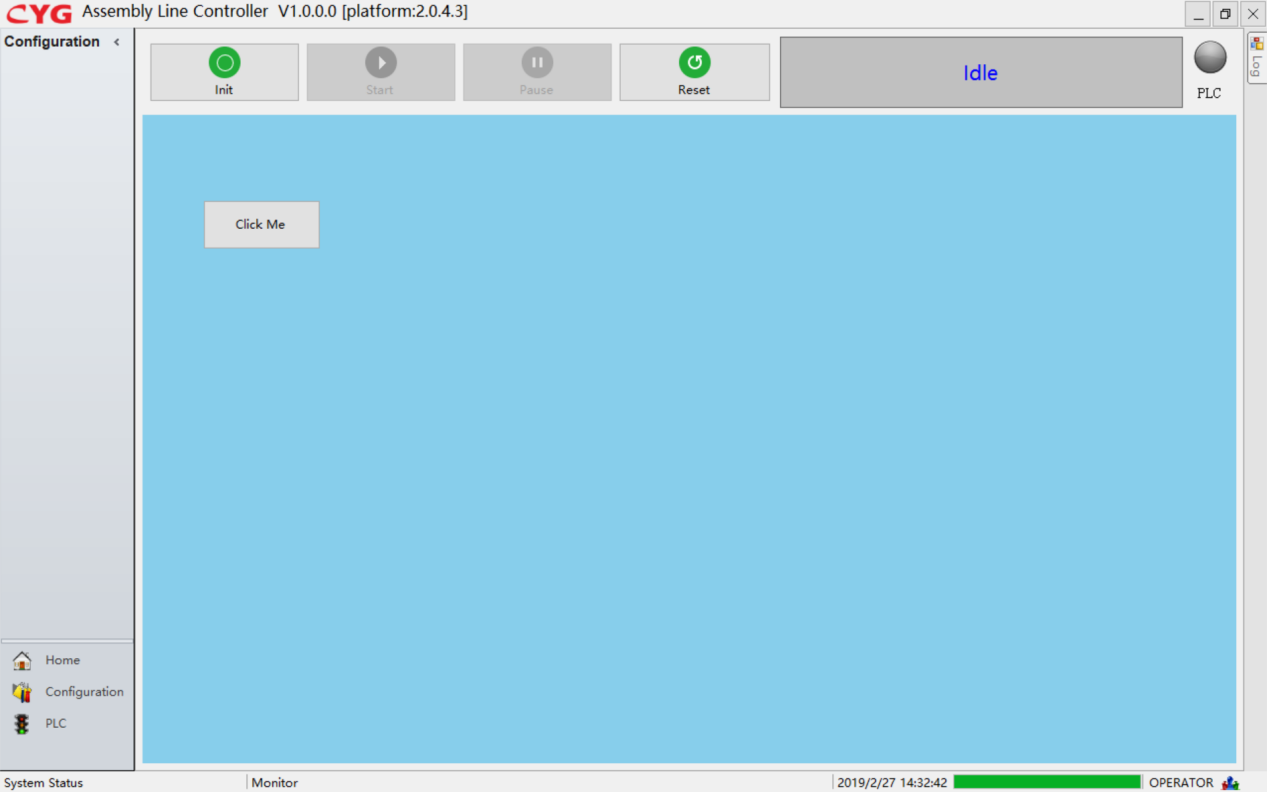 CYG Assembly Line Controller V1.0.0.0 [platform:2.0.4.3]
Configuration
Init
Start
Pause
Reset
Idle
PLC
Log
Click Me
Home
Configuration
PLC
System Status
Monitor
2019/2/27 14:32:42
OPERATOR